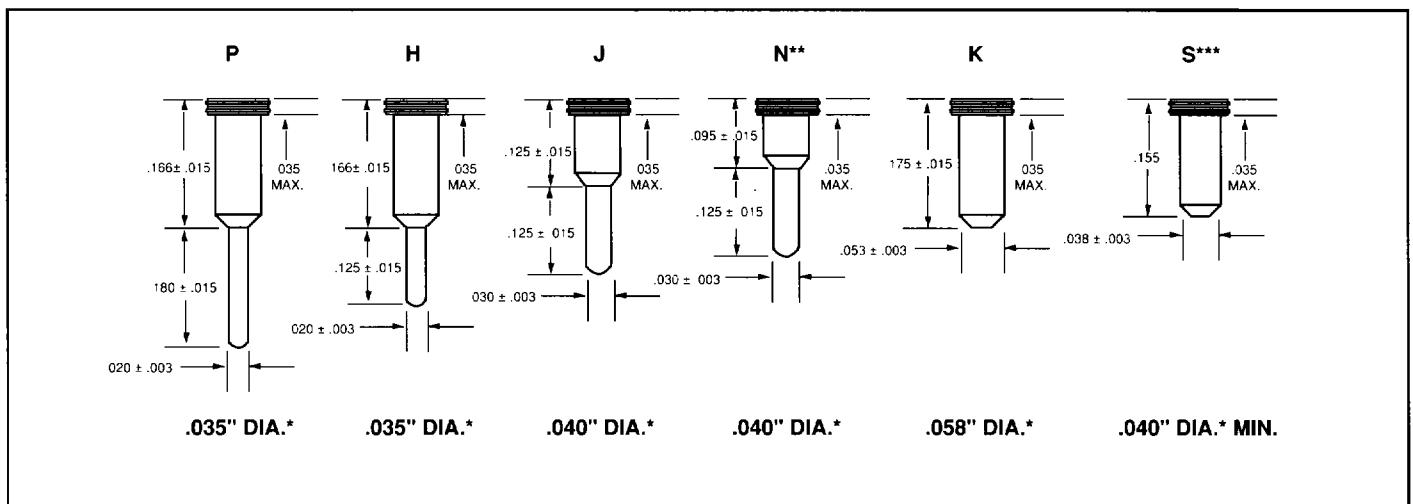 P H J N** K S***
.166± .015 035 MAX.
166± .015 035 MAX.
.125 ± .015 035 MAX.
.095 ±.015 .035 MAX.
175 ±.015 035 MAX.
.155 .035 MAX.
180 ±.015
.125 ± .015
.125 ± 015
.125 ± 015
020 ± .003
020 ± .003
030 ± .003
.030 ± 003
.053 ± .003
.038 ± .003
.035" DIA.* .035" DIA.* .040" DIA.* .040" DIA.* .058" DIA.* .040" DIA.* MIN.